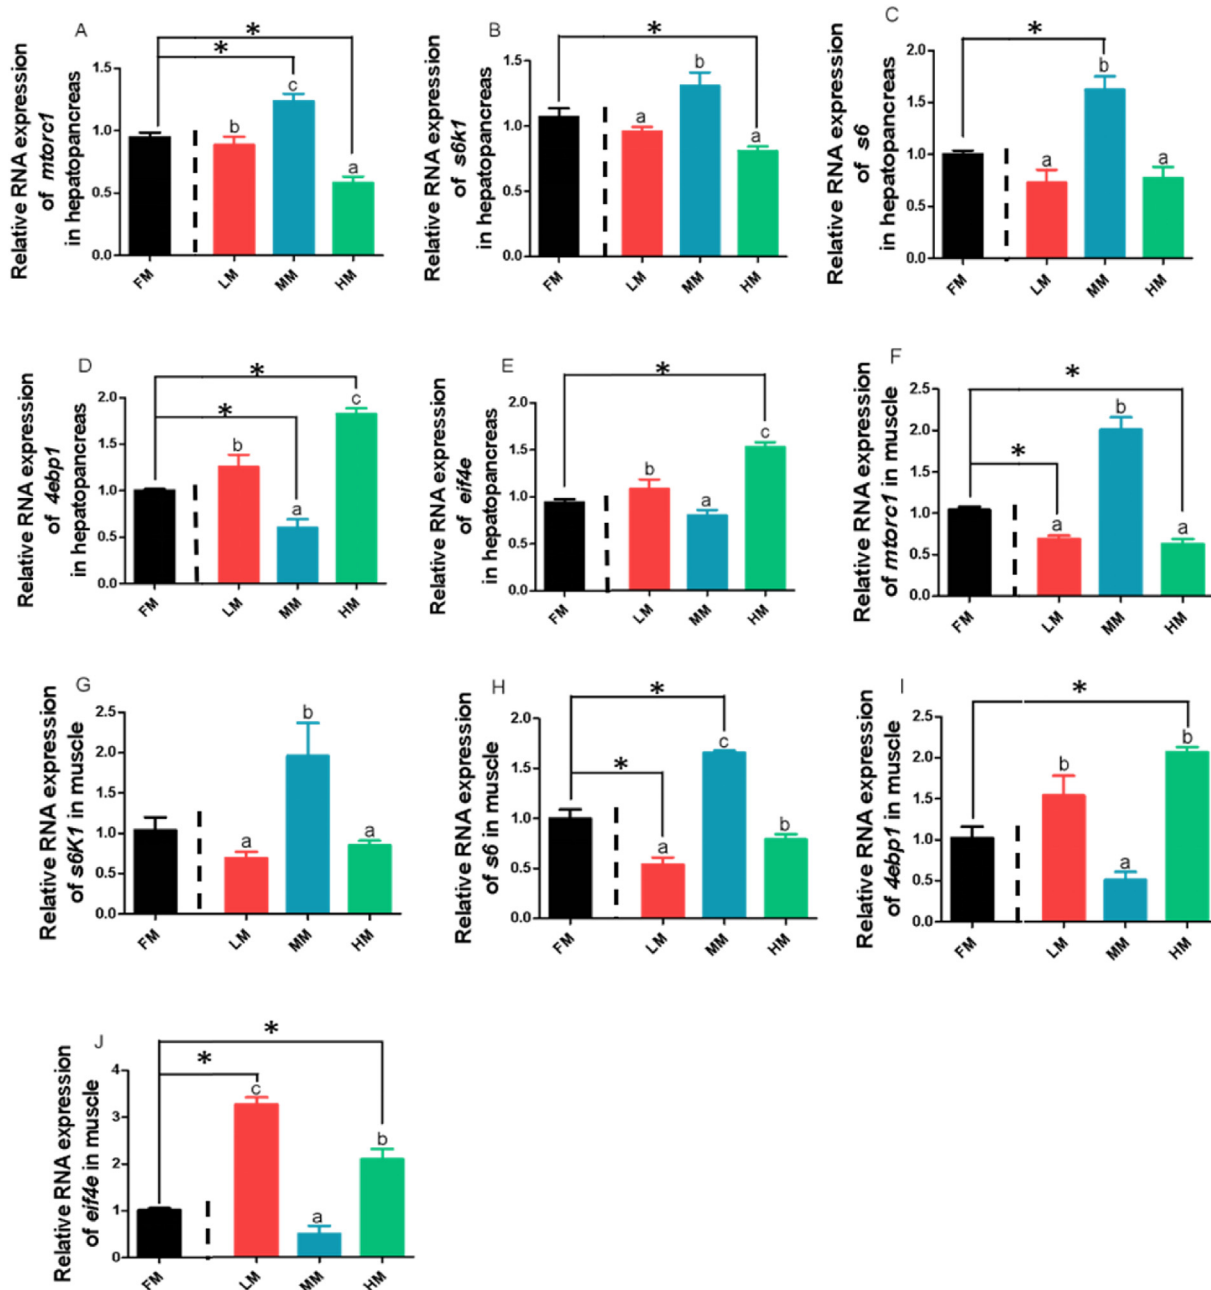 A
Relative RNA expression
of mtorc1
in hepatopancreas
1.5
1.0
0.5
0.0
*
*
b
c
a
FM
LM
MM
HM
B
Relative RNA expression
of s6k1
in hepatopancreas
1.5
1.0
0.5
0.0
*
a
b
a
FM
LM
MM
HM
C
Relative RNA expression
of s6
in hepatopancreas
2.0
1.5
1.0
0.5
0.0
*
a
b
a
FM
LM
MM
HM
D
Relative RNA expression
of 4ebp1
in hepatopancreas
2.0
1.5
1.0
0.5
0.0
*
*
b
a
c
FM
LM
MM
HM
E
Relative RNA expression
of eif4e
in hepatopancreas
2.0
1.5
1.0
0.5
0.0
*
b
a
c
FM
LM
MM
HM
F
Relative RNA expression
of mtorc1 in muscle
2.5
2.0
1.5
1.0
0.5
0.0
*
*
a
b
a
FM
LM
MM
HM
G
Relative RNA expression
of s6K1 in muscle
2.5
2.0
1.5
1.0
0.5
0.0
a
b
a
FM
LM
MM
HM
H
Relative RNA expression
of s6 in muscle
2.0
1.5
1.0
0.5
0.0
*
*
a
c
b
FM
LM
MM
HM
I
Relative RNA expression
of 4ebp1 in muscle
2.5
2.0
1.5
1.0
0.5
0.0
*
b
a
b
FM
LM
MM
HM
J
Relative RNA expression
of eif4e in muscle
4
3
2
1
0
*
*
c
a
b
FM
LM
MM
HM